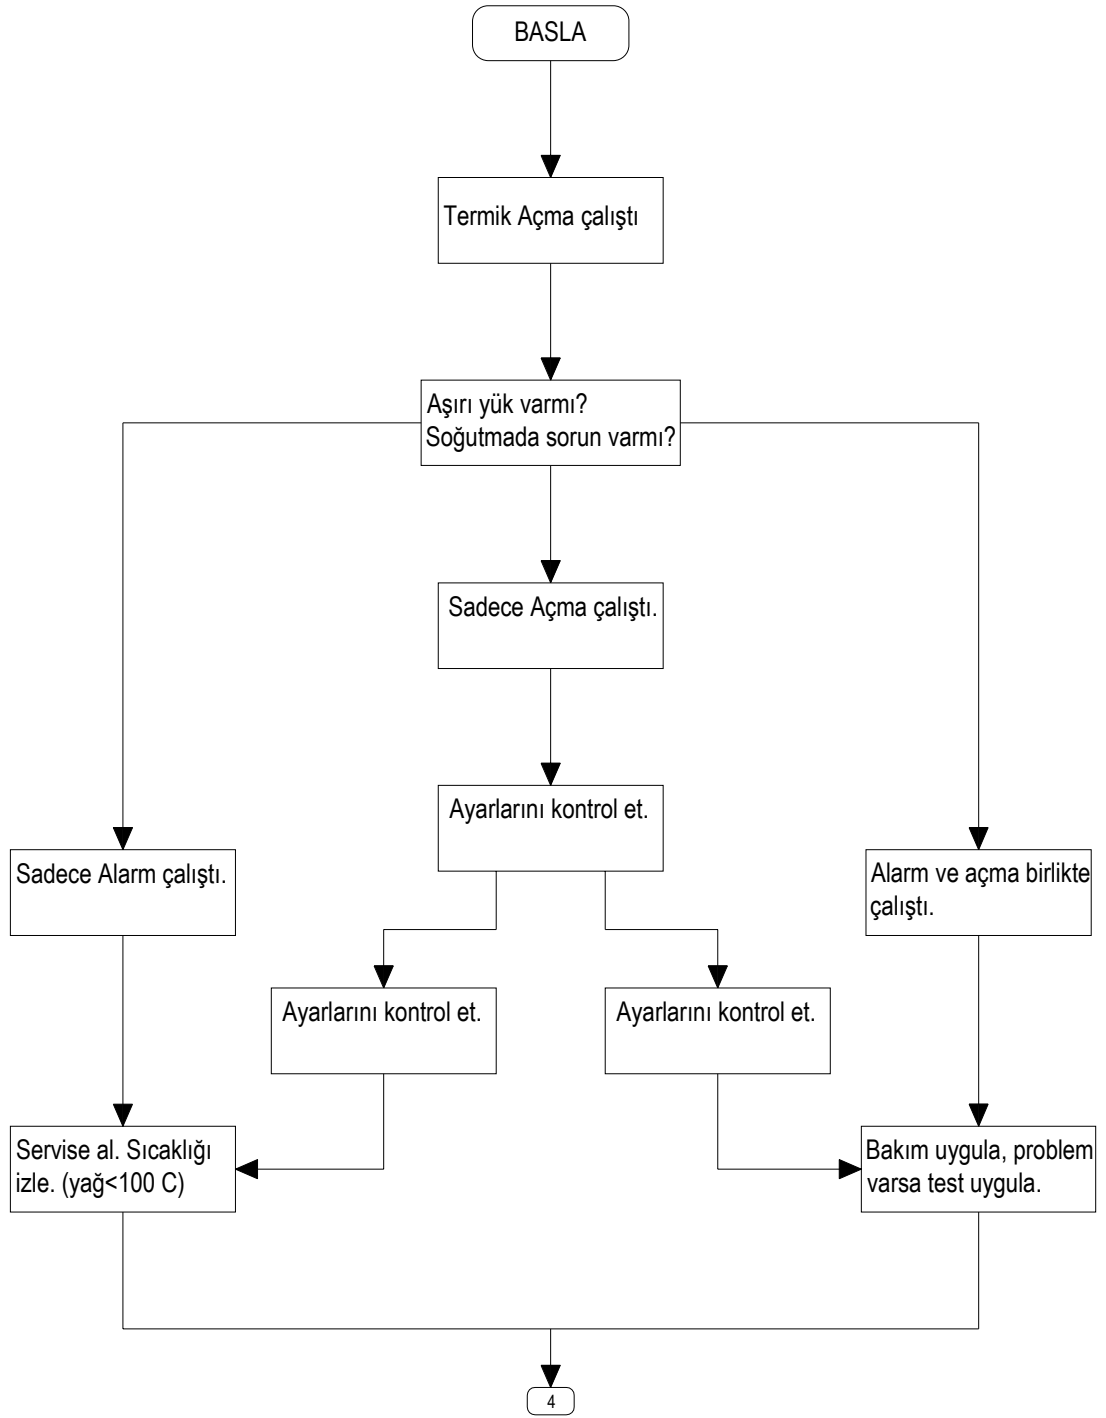 BASLA
Termik Açma çalıştı
Aşırı yük varmı?
Soğutmada sorun varmı?
Sadece Açma çalıştı.
Ayarlarını kontrol et.
Sadece Alarm çalıştı.
Alarm ve açma birlikte
çalıştı.
Ayarlarını kontrol et.
Ayarlarını kontrol et.
Servise al. Sıcaklığı
izle. (yağ<100 C)
Bakım uygula, problem
varsa test uygula.
4